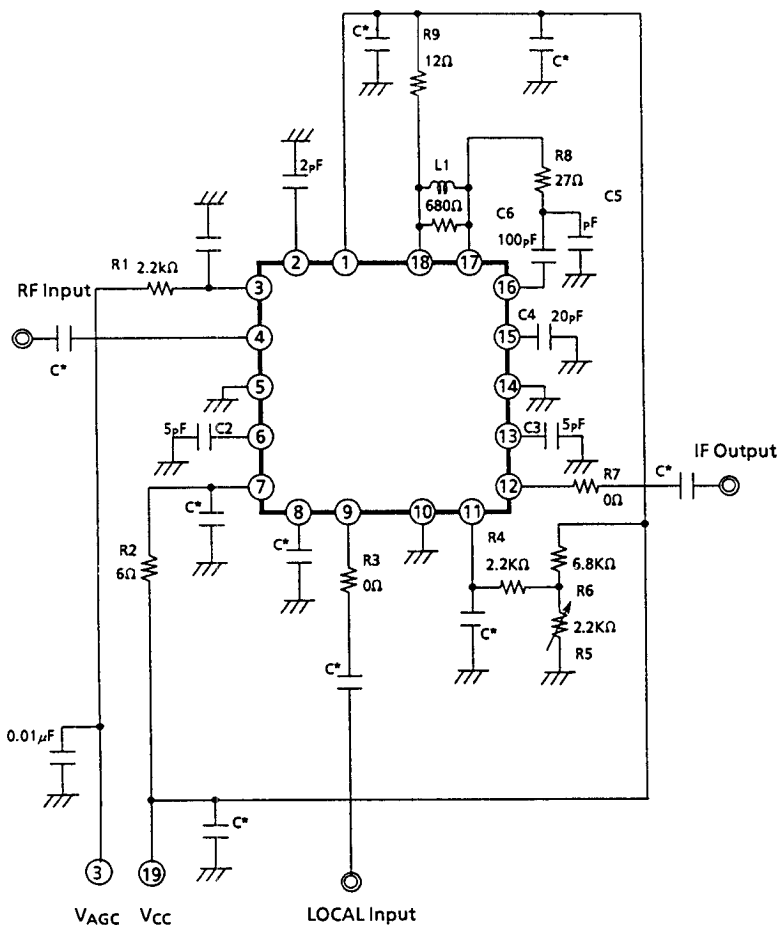 C*
R9
12Ω
C*
2pF
L1
680Ω
R8
27Ω
C5
C6
100pF
pF
R1
2.2kΩ
2
1
18
17
3
16
RF Input
C*
4
C4
20pF
15
5
14
5pF
C2
6
13
C3
5pF
IF Output
7
12
R7
0Ω
C*
C*
8
9
10
11
R2
6Ω
C*
R3
0Ω
R4
2.2KΩ
6.8KΩ
R6
2.2KΩ
R5
C*
C*
0.01μF
C*
3
19
VAGC
VCC
LOCAL Input